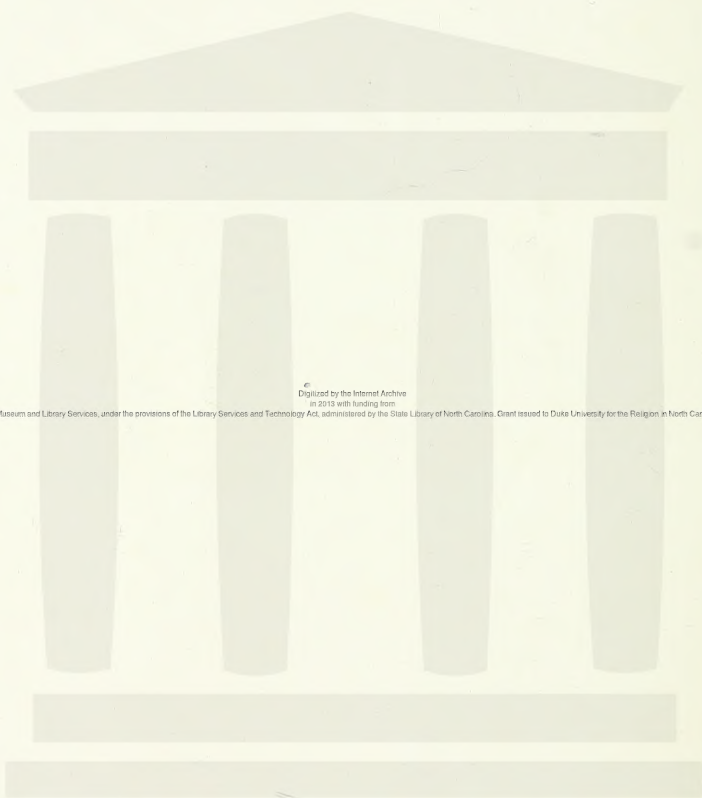 Digitized by the Internet Archive
in 2013 with funding from
Museum and Library Services, under the provisions of the Library Services and Technology Act, administered by the State Library of North Carolina. Grant issued to Duke University for the Religion in North Car